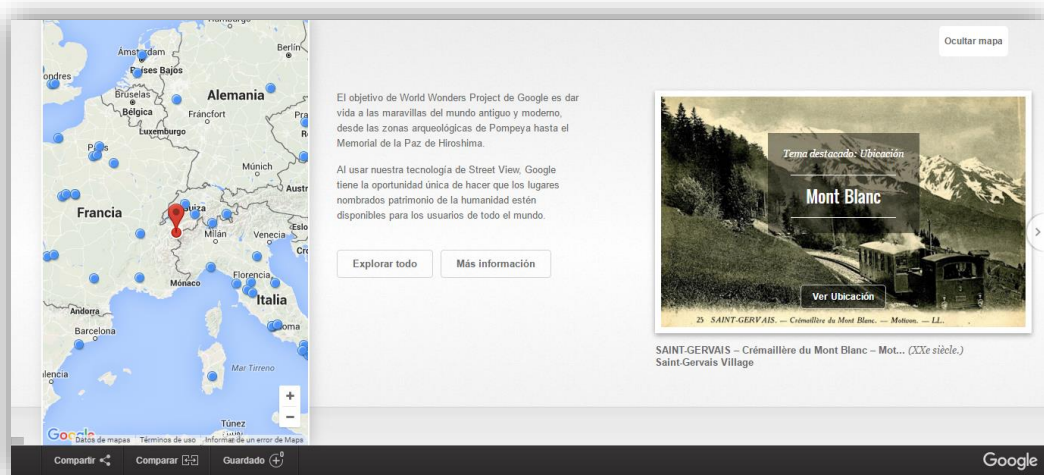 Ámsterdam
Berlín
Países Bajos
Bruselas
Alemania
Bélgica
Fráncfort
Luxemburgo
París
Múnich
Francia
Suiza
Milán
Venecia
Mónaco
Florencia
Andorra
Italia
Barcelona
Roma
Mar Tirreno
Túnez
+
−
Google
Datos de mapas
Términos de uso
Informar de un error de Maps
El objetivo de World Wonders Project de Google es dar
vida a las maravillas del mundo antiguo y moderno,
desde las zonas arqueológicas de Pompeya hasta el
Memorial de la Paz de Hiroshima.
Al usar nuestra tecnología de Street View, Google
tiene la oportunidad única de hacer que los lugares
nombrados patrimonio de la humanidad estén
disponibles para los usuarios de todo el mundo.
Explorar todo
Más información
Ocultar mapa
Tema destacado: Ubicación
Mont Blanc
Ver Ubicación
25 SAINT-GERVAIS. — Crémaillère du Mont Blanc. — Motivon. — LL.
SAINT-GERVAIS – Crémaillère du Mont Blanc – Mot... (XXe siècle.)
Saint-Gervais Village
Compartir
Comparar
Guardado
0
Google